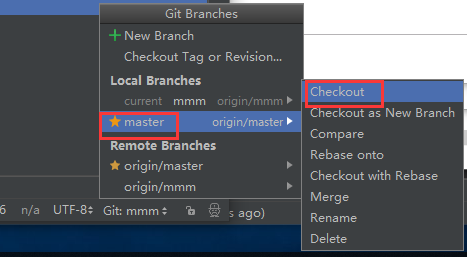 Git Branches
New Branch
Checkout Tag or Revision...
Local Branches
current mmm origin/mmm
master origin/master
Remote Branches
origin/master
origin/mmm
Checkout
Checkout as New Branch
Compare
Rebase onto
Checkout with Rebase
Merge
Rename
Delete
6 n/a UTF-8 Git: mmm s ago)